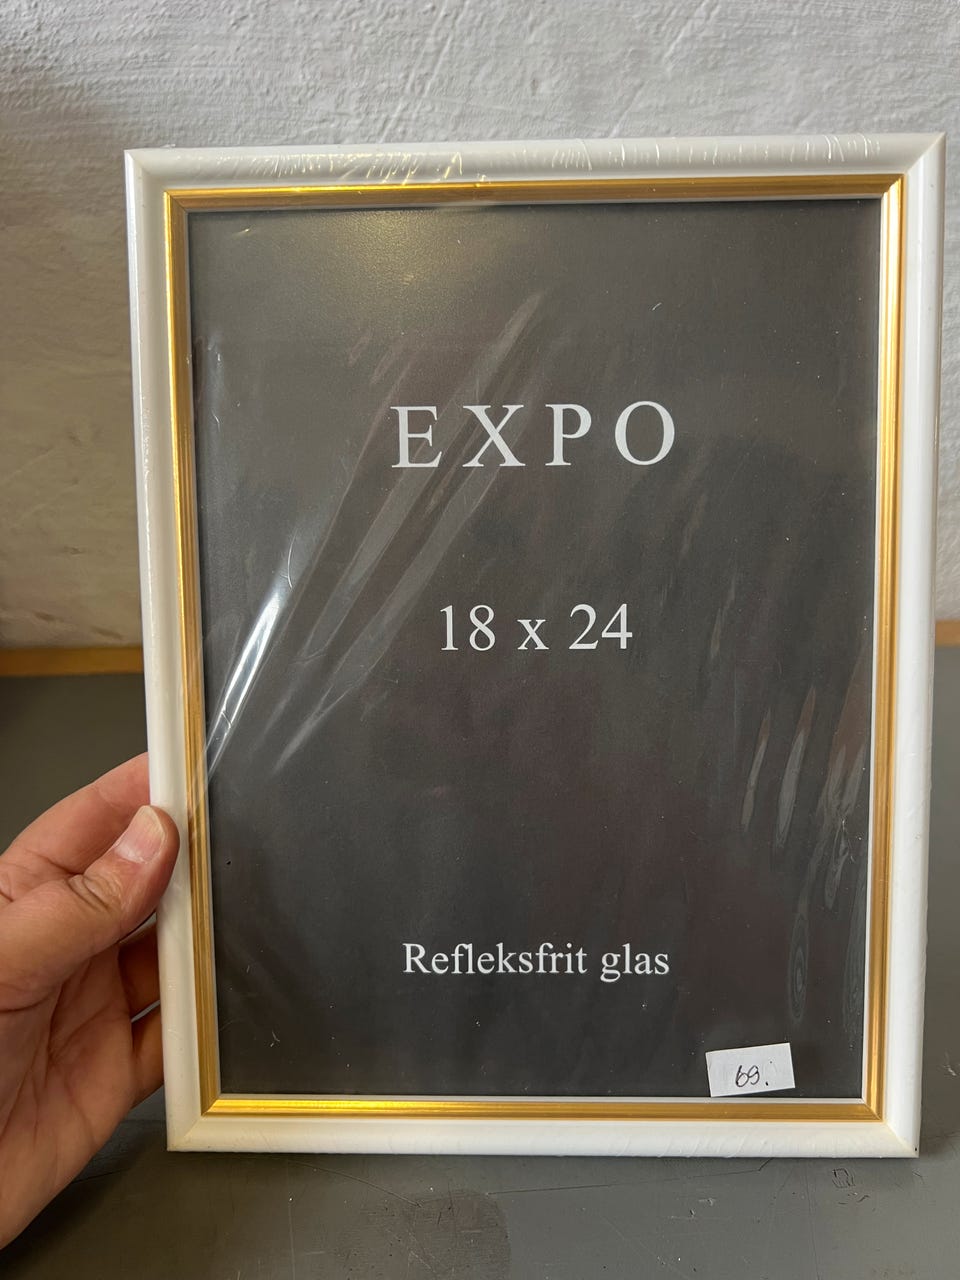 EXPO
18 x 24
Refleksfrit glas
69.